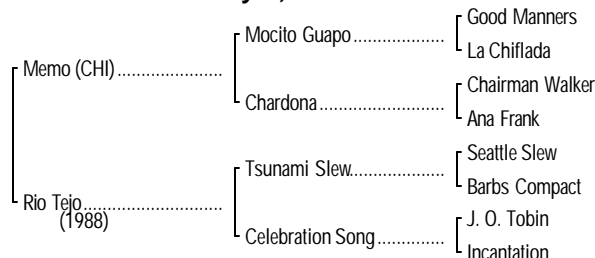 Good Manners
Mocito Guapo....................
La Chiflada
Memo (CHI).......................
Chairman Walker
Chardona...........................
Ana Frank
Seattle Slew
Tsunami Slew.....................
Barbs Compact
Rio Tejo..............................
(1988)
J. O. Tobin
Celebration Song...............
Incantation